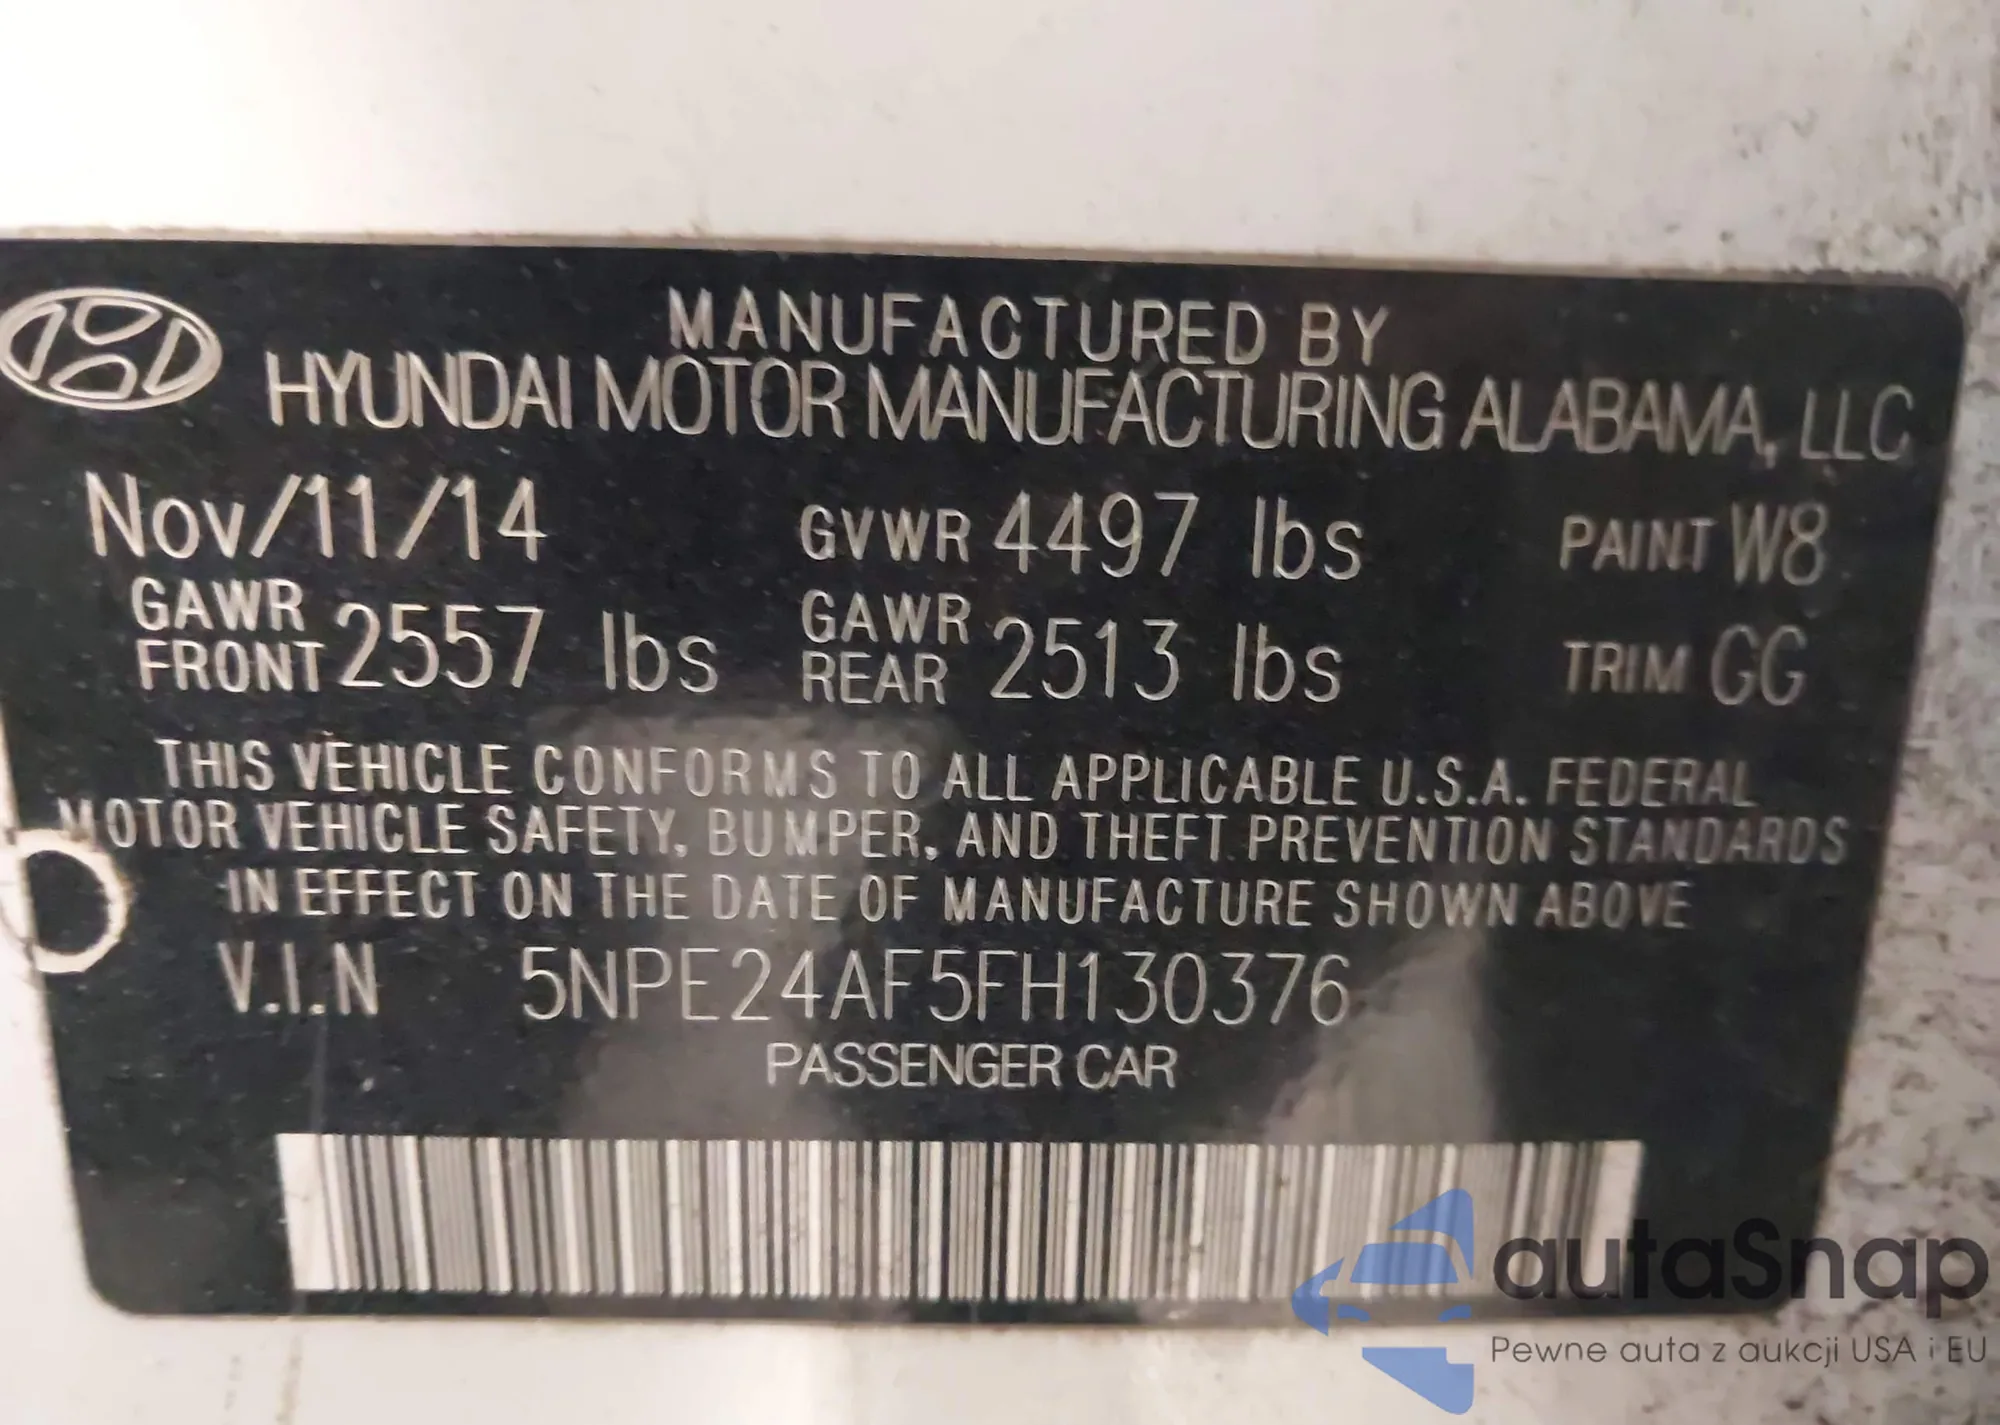 MANUFACTURED BY
HYUNDAI MOTOR MANUFACTURING ALABAMA, LLC
Nov/11/14 GVWR 4497 lbs PAINT W8
GAWR FRONT 2557 lbs GAWR REAR 2513 lbs TRIM GG
THIS VEHICLE CONFORMS TO ALL APPLICABLE U.S.A. FEDERAL
MOTOR VEHICLE SAFETY, BUMPER, AND THEFT PREVENTION STANDARDS
IN EFFECT ON THE DATE OF MANUFACTURE SHOWN ABOVE
V.I.N 5NPE24AF5FH130376
PASSENGER CAR
autaSnap
Pewne auta z aukcji USA i EU